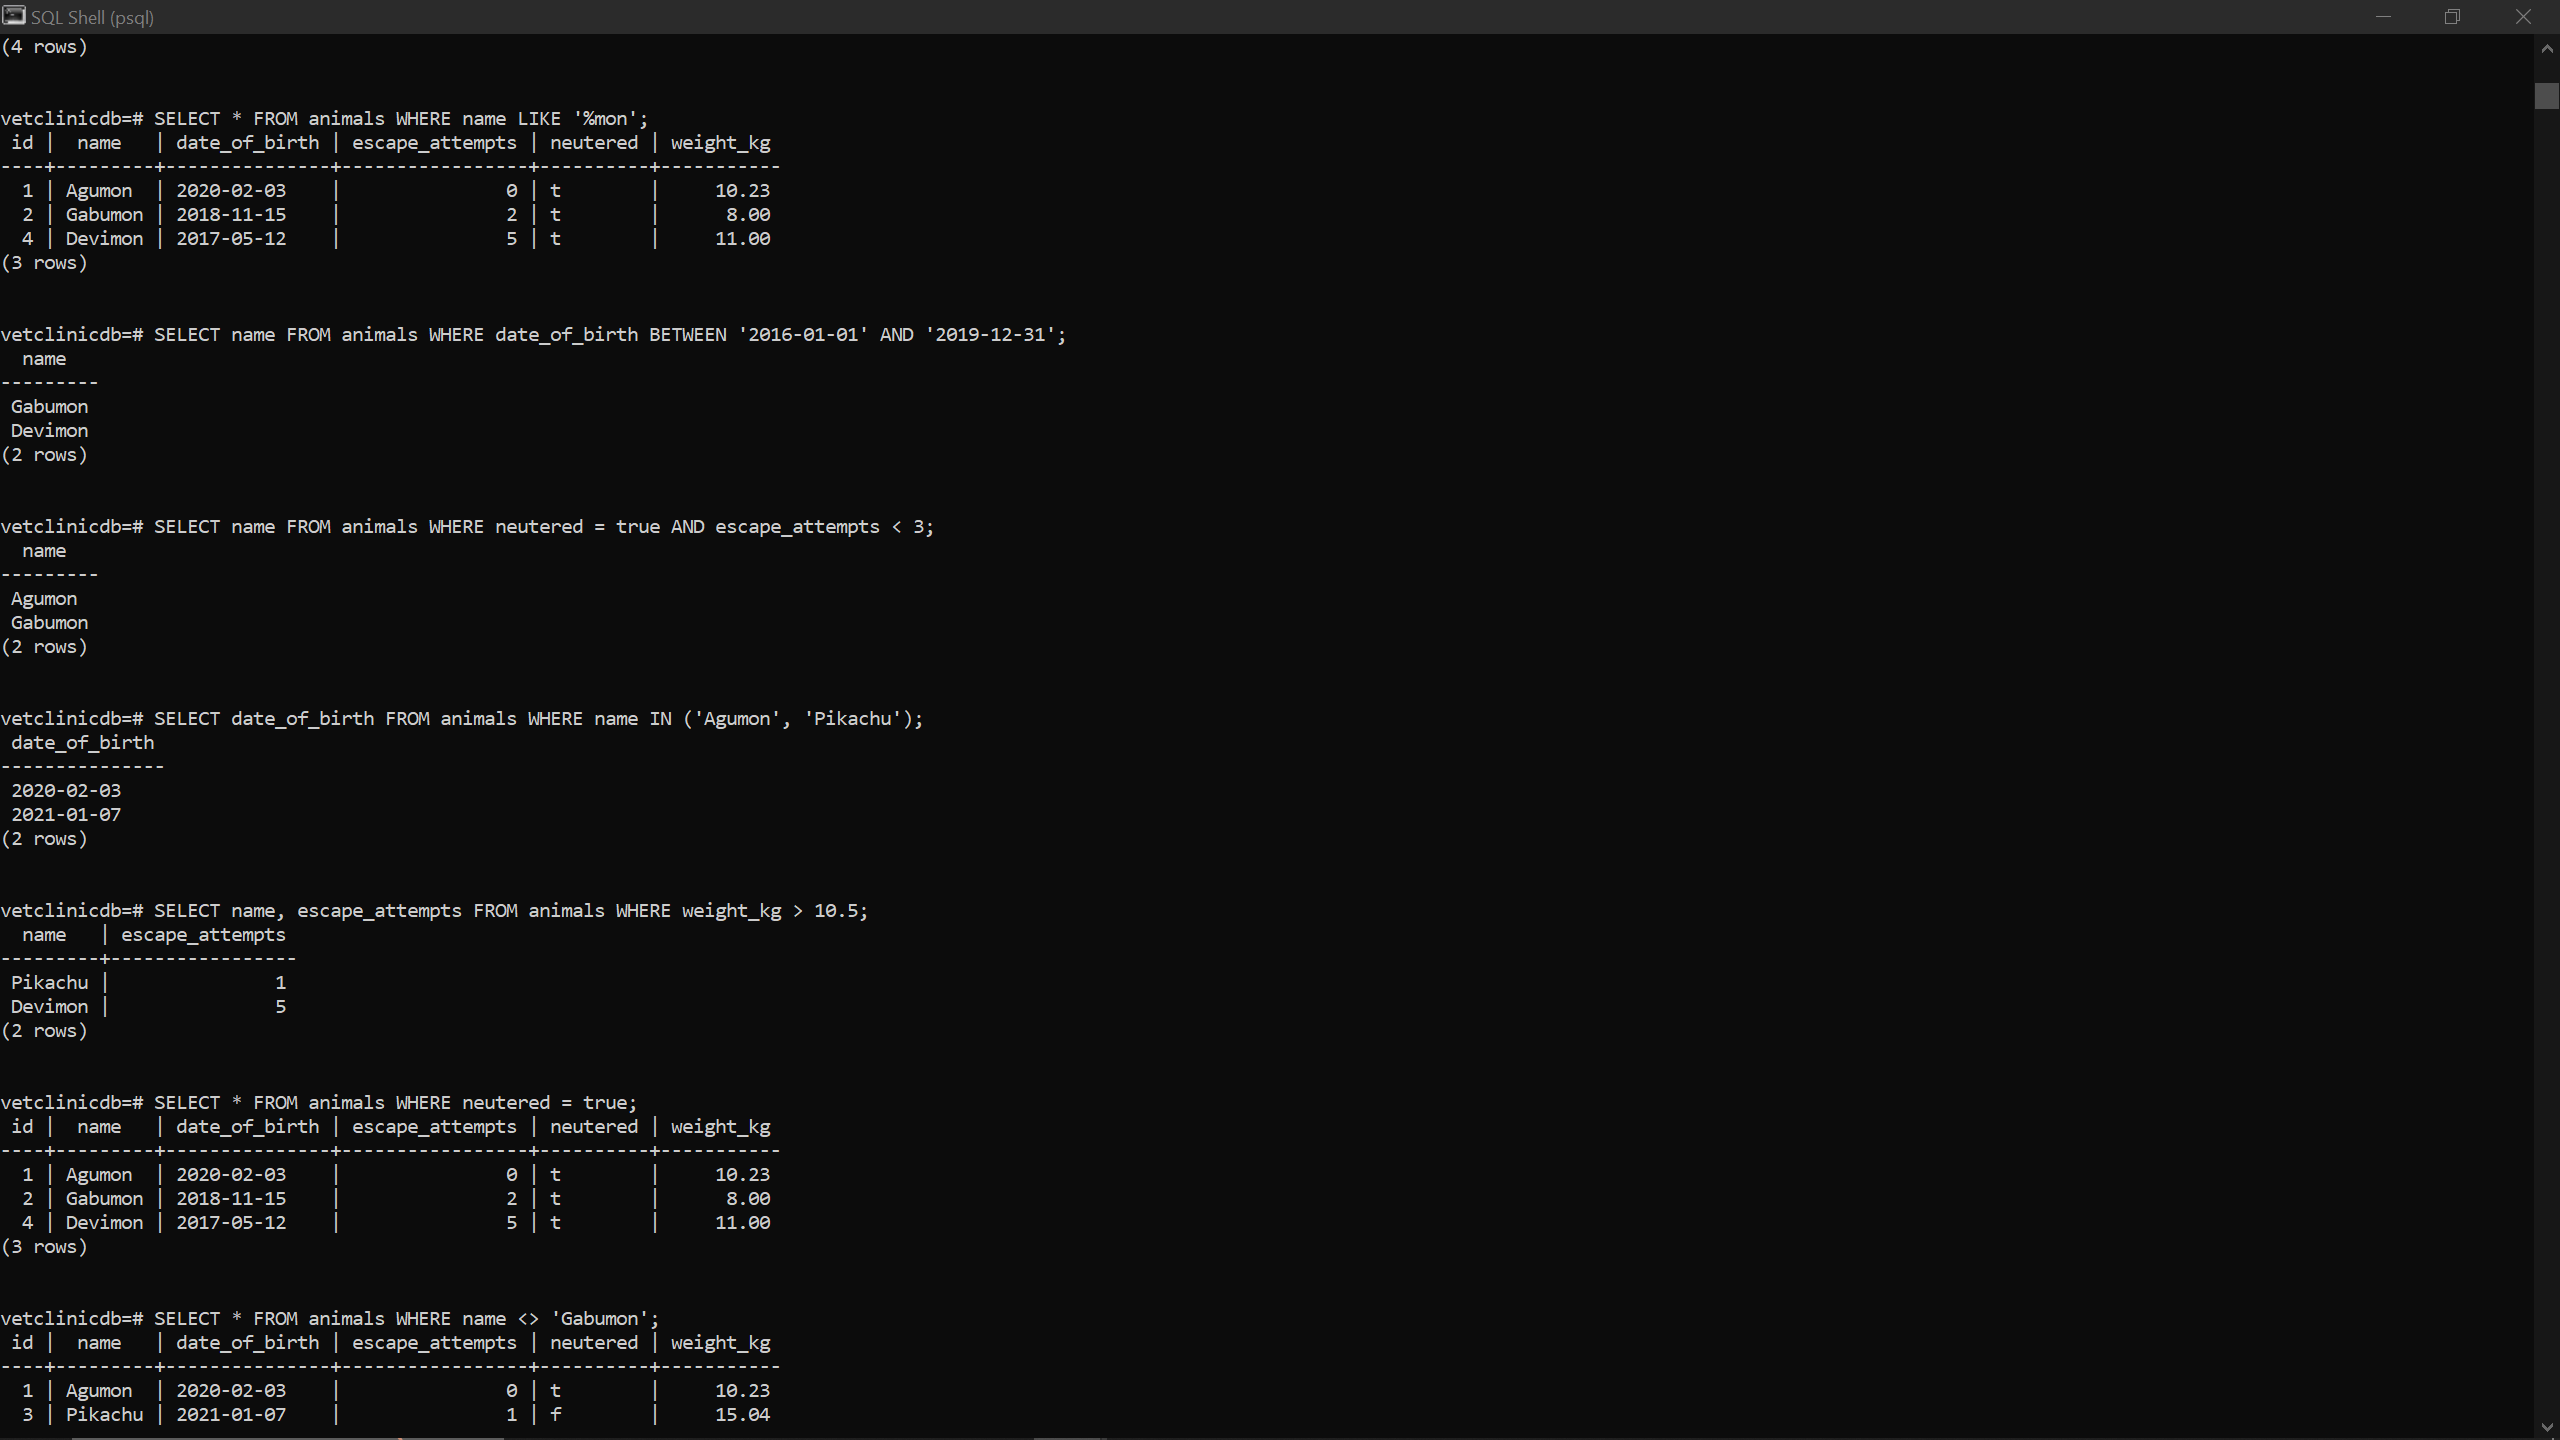 SQL Shell (psql)
(4 rows)
vetclinicdb=# SELECT * FROM animals WHERE name LIKE '%mon';
 id |  name   | date_of_birth | escape_attempts | neutered | weight_kg
----+---------+---------------+-----------------+----------+-----------
  1 | Agumon  | 2020-02-03    |               0 | t        |     10.23
  2 | Gabumon | 2018-11-15    |               2 | t        |      8.00
  4 | Devimon | 2017-05-12    |               5 | t        |     11.00
(3 rows)
vetclinicdb=# SELECT name FROM animals WHERE date_of_birth BETWEEN '2016-01-01' AND '2019-12-31';
  name
---------
 Gabumon
 Devimon
(2 rows)
vetclinicdb=# SELECT name FROM animals WHERE neutered = true AND escape_attempts < 3;
  name
---------
 Agumon
 Gabumon
(2 rows)
vetclinicdb=# SELECT date_of_birth FROM animals WHERE name IN ('Agumon', 'Pikachu');
 date_of_birth
---------------
 2020-02-03
 2021-01-07
(2 rows)
vetclinicdb=# SELECT name, escape_attempts FROM animals WHERE weight_kg > 10.5;
  name   | escape_attempts
---------+-----------------
 Pikachu |               1
 Devimon |               5
(2 rows)
vetclinicdb=# SELECT * FROM animals WHERE neutered = true;
 id |  name   | date_of_birth | escape_attempts | neutered | weight_kg
----+---------+---------------+-----------------+----------+-----------
  1 | Agumon  | 2020-02-03    |               0 | t        |     10.23
  2 | Gabumon | 2018-11-15    |               2 | t        |      8.00
  4 | Devimon | 2017-05-12    |               5 | t        |     11.00
(3 rows)
vetclinicdb=# SELECT * FROM animals WHERE name <> 'Gabumon';
 id |  name   | date_of_birth | escape_attempts | neutered | weight_kg
----+---------+---------------+-----------------+----------+-----------
  1 | Agumon  | 2020-02-03    |               0 | t        |     10.23
  3 | Pikachu | 2021-01-07    |               1 | f        |     15.04